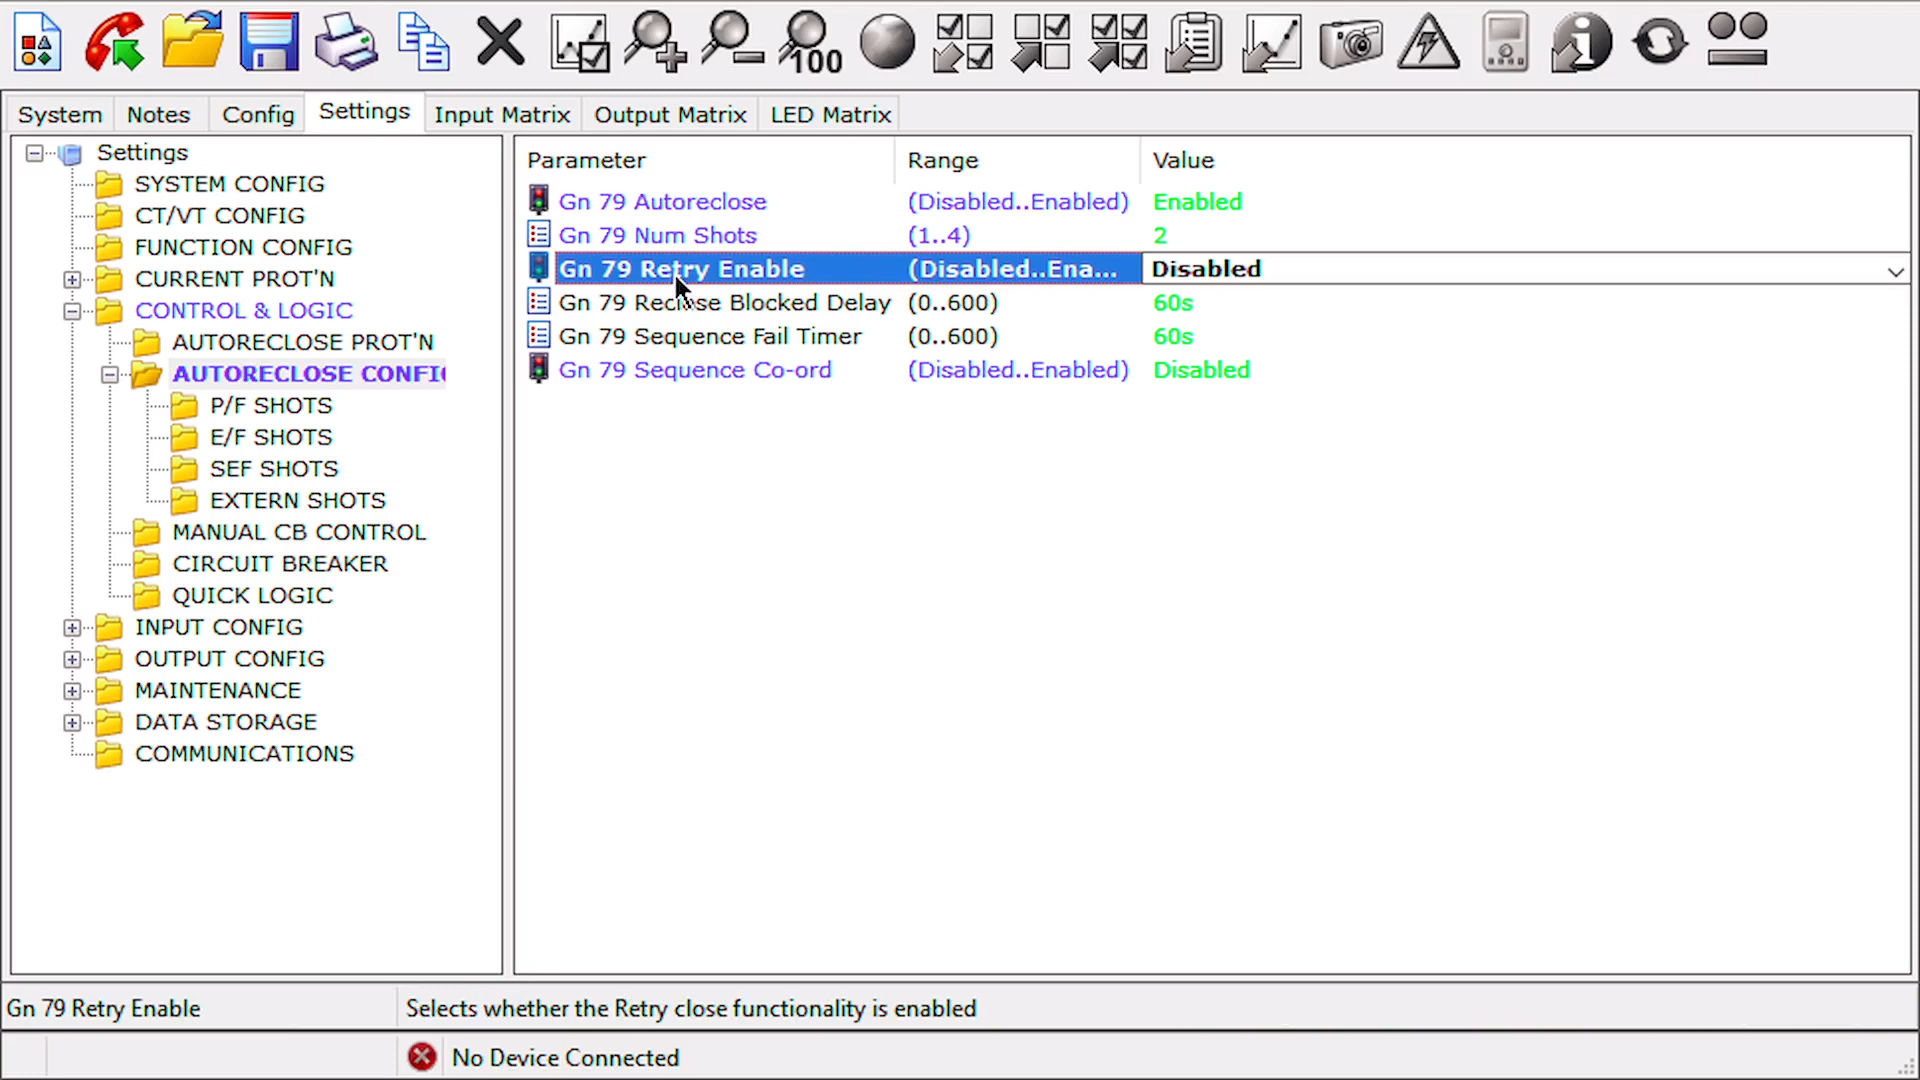 100
System Notes Config Settings Input Matrix Output Matrix LED Matrix
Settings
SYSTEM CONFIG
CT/VT CONFIG
FUNCTION CONFIG
CURRENT PROT'N
CONTROL & LOGIC
AUTORECLOSE PROT'N
AUTORECLOSE CONFI
P/F SHOTS
E/F SHOTS
SEF SHOTS
EXTERN SHOTS
MANUAL CB CONTROL
CIRCUIT BREAKER
QUICK LOGIC
INPUT CONFIG
OUTPUT CONFIG
MAINTENANCE
DATA STORAGE
COMMUNICATIONS
Parameter Range Value
Gn 79 Autoreclose (Disabled..Enabled) Enabled
Gn 79 Num Shots (1..4) 2
Gn 79 Retry Enable (Disabled..Ena... Disabled
Gn 79 Reclose Blocked Delay (0..600) 60s
Gn 79 Sequence Fail Timer (0..600) 60s
Gn 79 Sequence Co-ord (Disabled..Enabled) Disabled
Gn 79 Retry Enable Selects whether the Retry close functionality is enabled
No Device Connected